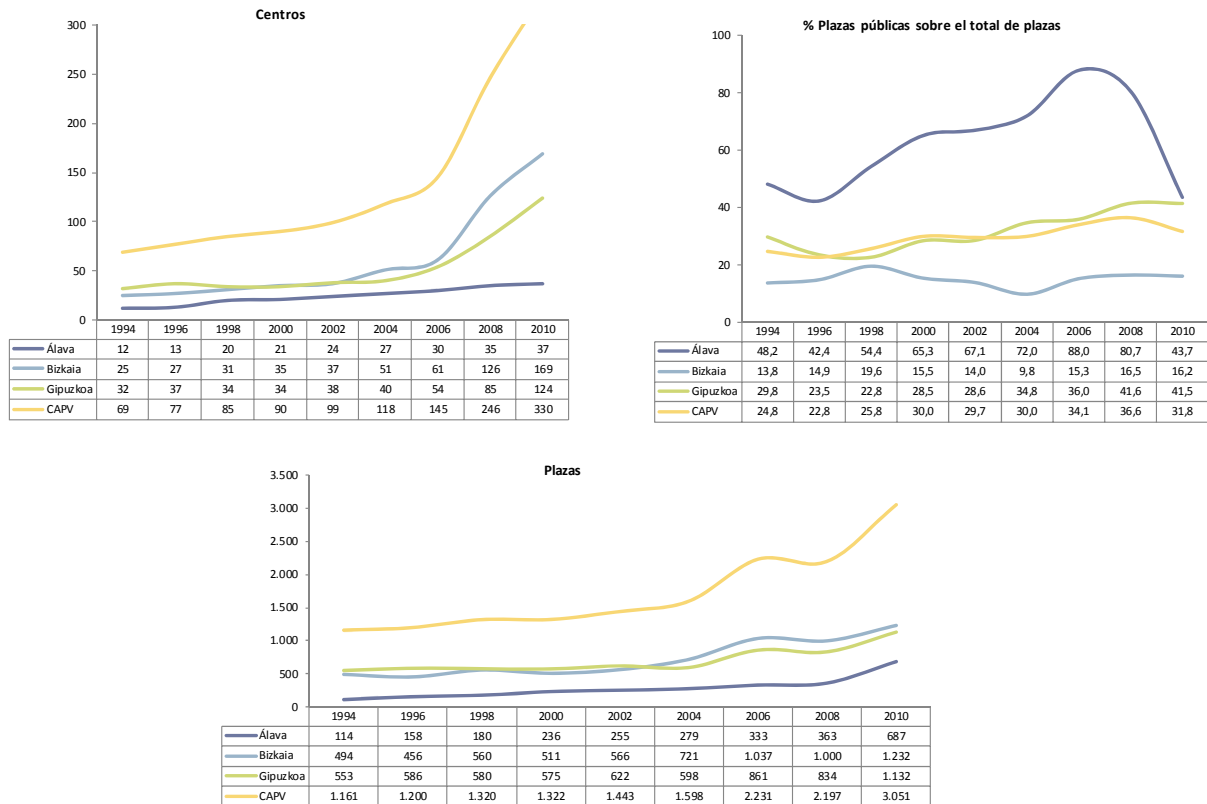 Centros
300
250
200
150
100
50
0
1994 1996 1998 2000 2002 2004 2006 2008 2010
Álava 12 13 20 21 24 27 30 35 37
Bizkaia 25 27 31 35 37 51 61 126 169
Gipuzkoa 32 37 34 34 38 40 54 85 124
CAPV 69 77 85 90 99 118 145 246 330
% Plazas públicas sobre el total de plazas
100
80
60
40
20
0
1994 1996 1998 2000 2002 2004 2006 2008 2010
Álava 48,2 42,4 54,4 65,3 67,1 72,0 88,0 80,7 43,7
Bizkaia 13,8 14,9 19,6 15,5 14,0 9,8 15,3 16,5 16,2
Gipuzkoa 29,8 23,5 22,8 28,5 28,6 34,8 36,0 41,6 41,5
CAPV 24,8 22,8 25,8 30,0 29,7 30,0 34,1 36,6 31,8
Plazas
3.500
3.000
2.500
2.000
1.500
1.000
500
0
1994 1996 1998 2000 2002 2004 2006 2008 2010
Álava 114 158 180 236 255 279 333 363 687
Bizkaia 494 456 560 511 566 721 1.037 1.000 1.232
Gipuzkoa 553 586 580 575 622 598 861 834 1.132
CAPV 1.161 1.200 1.320 1.322 1.443 1.598 2.231 2.197 3.051